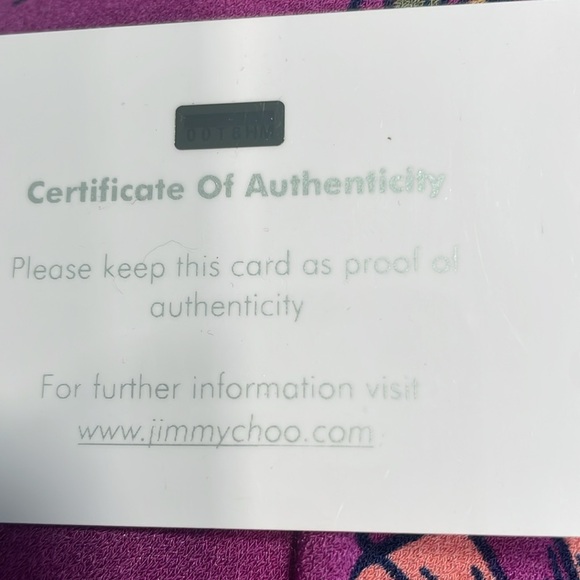 Certificate Of Authenticity
Please keep this card as proof of
authenticity
For further information visit
www.jimmychoo.com